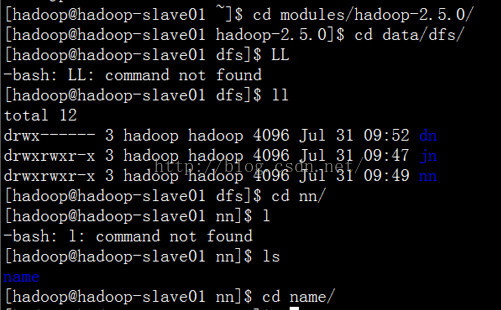 [hadoop@hadoop-slave01 ~]$ cd modules/hadoop-2.5.0/
[hadoop@hadoop-slave01 hadoop-2.5.0]$ cd data/dfs/
[hadoop@hadoop-slave01 dfs]$ LL
-bash: LL: command not found
[hadoop@hadoop-slave01 dfs]$ ll
total 12
drwx------ 3 hadoop hadoop 4096 Jul 31 09:52 dn
drwxrwxr-x 3 hadoop hadoop 4096 Jul 31 09:47 jn
http://blog.csdn.net/
drwxrwxr-x 3 hadoop hadoop 4096 Jul 31 09:49 nn
[hadoop@hadoop-slave01 dfs]$ cd nn/
[hadoop@hadoop-slave01 nn]$ l
-bash: l: command not found
[hadoop@hadoop-slave01 nn]$ ls
name
[hadoop@hadoop-slave01 nn]$ cd name/